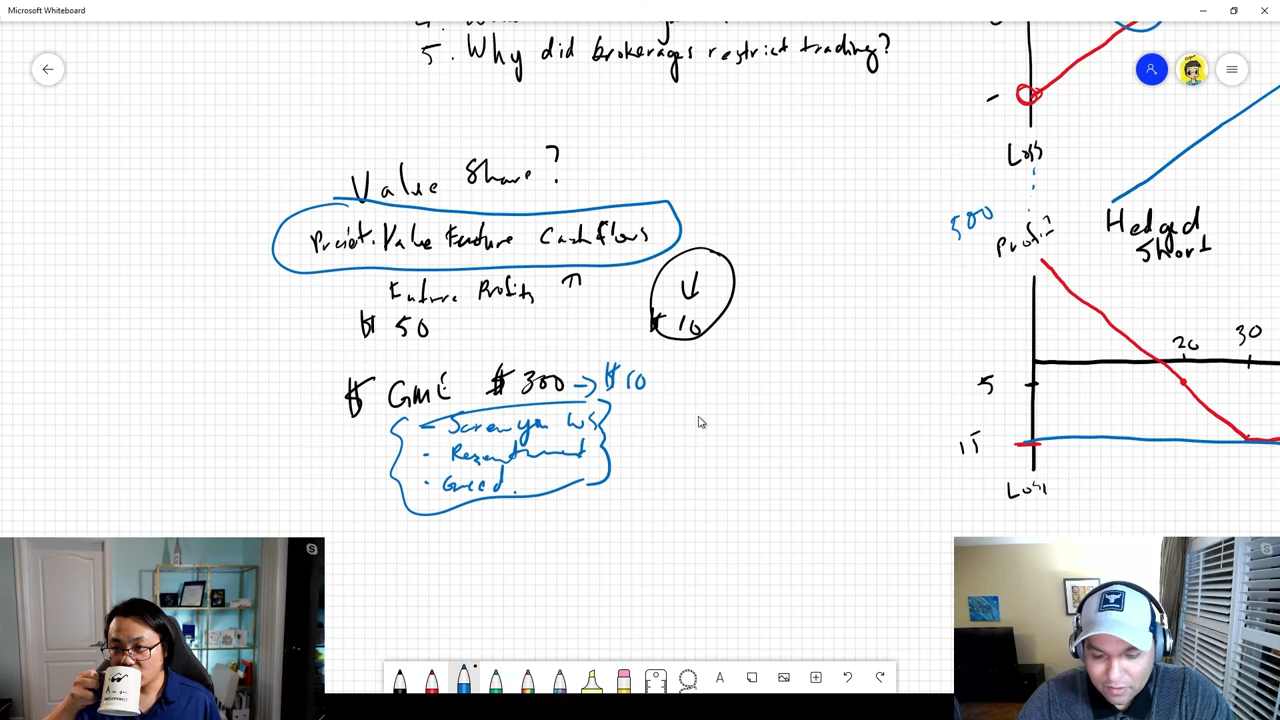 Microsoft Whiteboard
5. Why did brokerages restrict trading?
Value Share?
Value Future Cashflows
Future Profits ↑ ↓
$ 50 $ 10
$ GME $ 300 → $ 10
- Screw you WS
· Resentment
· Greed.
Loss
500
Profit
Hedged
Short
20 30
5
15
Loss
A